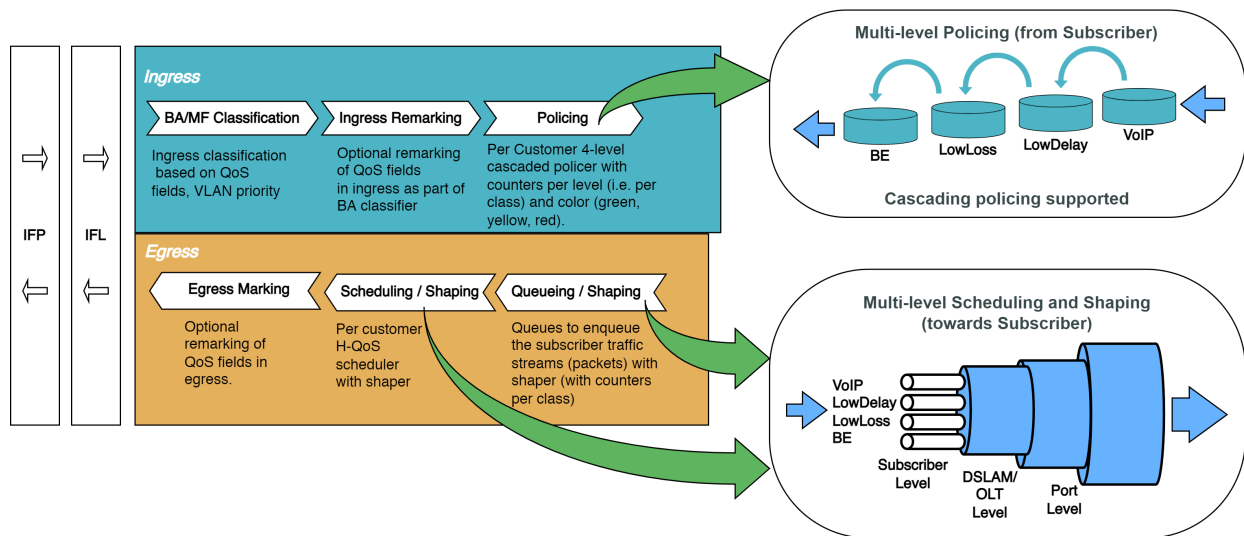 IFP
IFL
Ingress
BA/MF Classification
Ingress Remarking
Policing
Ingress classification
based on QoS
fields, VLAN priority
Optional remarking
of QoS fields
in ingress as part of
BA classifier
Per Customer 4-level
cascaded policer with
counters per level (i.e. per
class) and color (green,
yellow, red).
Egress
Egress Marking
Scheduling / Shaping
Queueing / Shaping
Optional
remarking of
QoS fields in
egress.
Per customer
H-QoS
scheduler
with shaper
Queues to enqueue
the subscriber traffic
streams (packets) with
shaper (with counters
per class)
Multi-level Policing (from Subscriber)
BE
LowLoss
LowDelay
VoIP
Cascading policing supported
Multi-level Scheduling and Shaping
(towards Subscriber)
VoIP
LowDelay
LowLoss
BE
Subscriber
Level
DSLAM/
OLT
Level
Port
Level